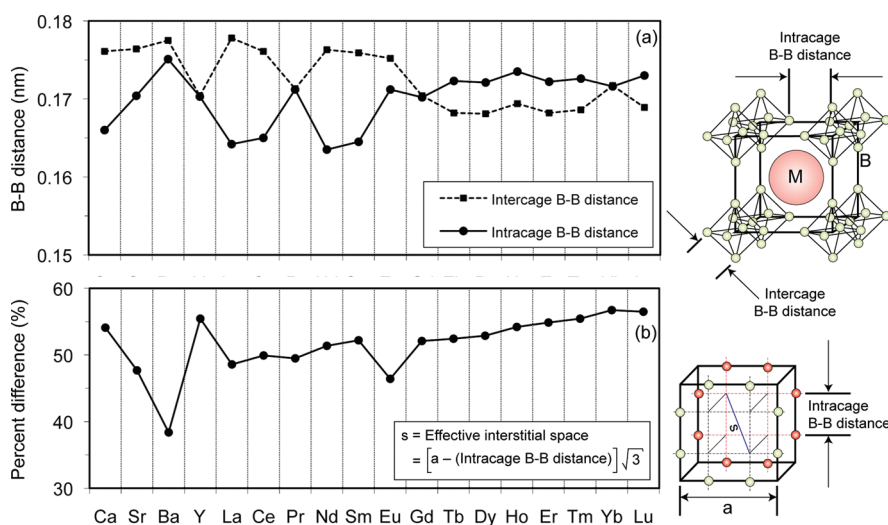 0.18
0.17
0.16
0.15
B-B distance (nm)
(a)
Intercage B-B distance
Intracage B-B distance
Intracage
B-B distance
B
M
Intercage
B-B distance
60
50
40
30
Percent difference (%)
(b)
s = Effective interstitial space
= [a – (Intracage B-B distance)]√3
Ca Sr Ba Y La Ce Pr Nd Sm Eu Gd Tb Dy Ho Er Tm Yb Lu
s
Intracage
B-B distance
a